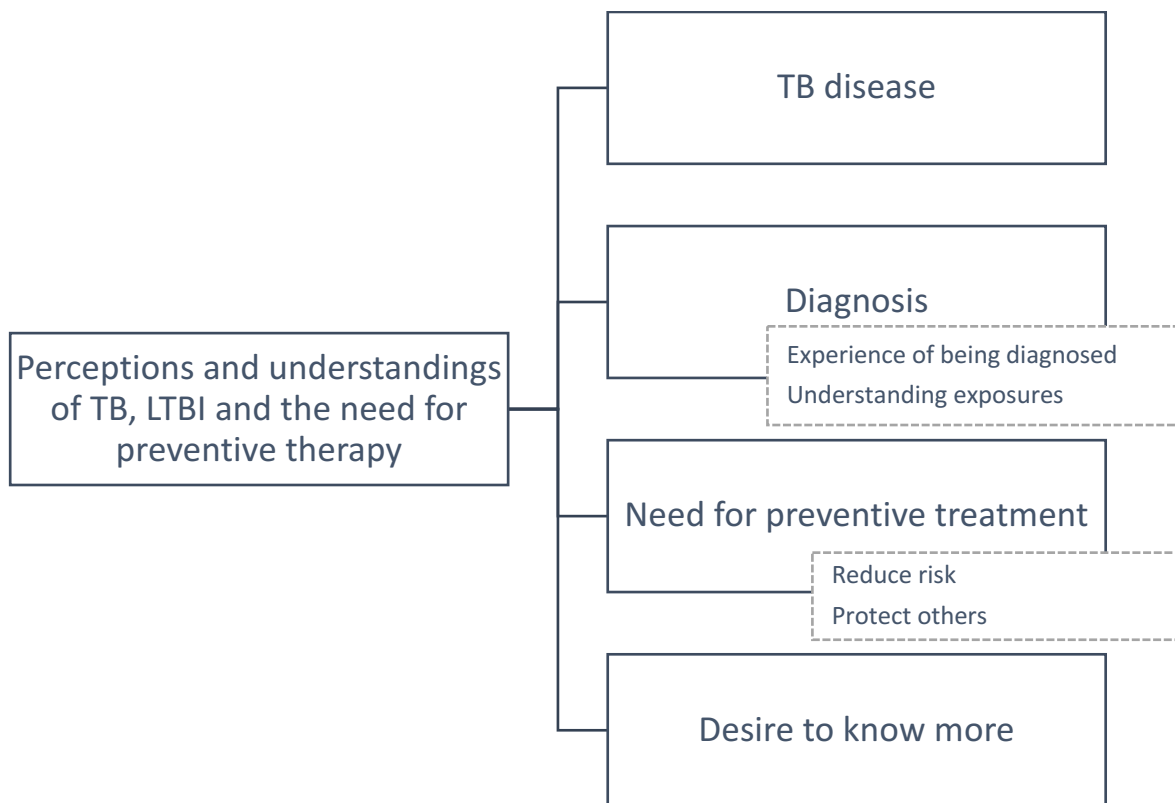 TB disease
Diagnosis
Experience of being diagnosed
Understanding exposures
Perceptions and understandings
of TB, LTBI and the need for
preventive therapy
Need for preventive treatment
Reduce risk
Protect others
Desire to know more